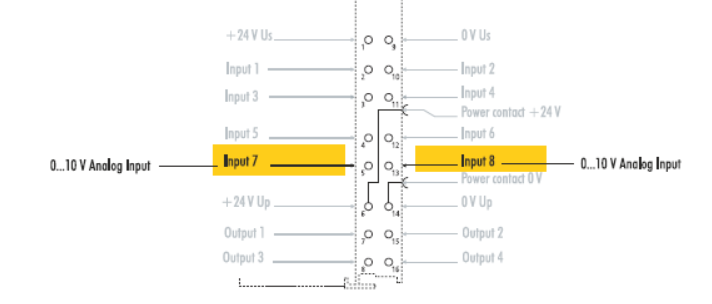 +24 V Us
0V Us
1
9
Input 1
Input 2
2
10
Input 3
Input 4
3
11
Power contact +24 V
Input 5
Input 6
4
12
0...10 V Analog Input
Input 7
Input 8
0...10 V Analog Input
5
13
Power contact 0 V
+24 V Up
0V Up
6
14
Output 1
Output 2
7
15
Output 3
Output 4
8
16